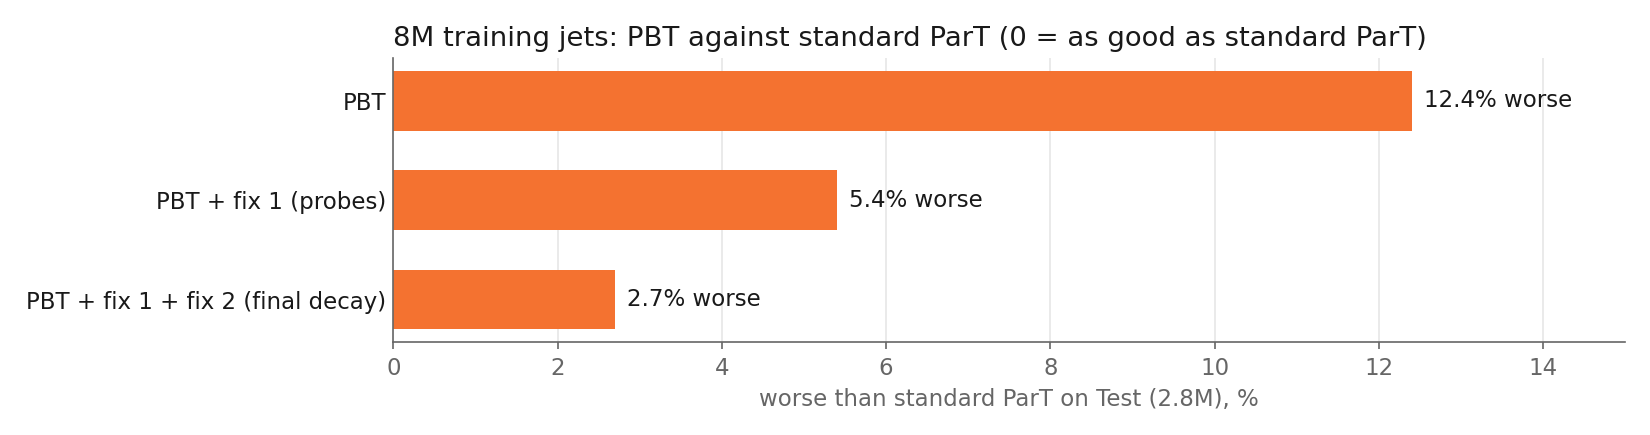 8M training jets: PBT against standard ParT (0 = as good as standard ParT)
PBT
12.4% worse
PBT + fix 1 (probes)
5.4% worse
PBT + fix 1 + fix 2 (final decay)
2.7% worse
0 2 4 6 8 10 12 14
worse than standard ParT on Test (2.8M), %